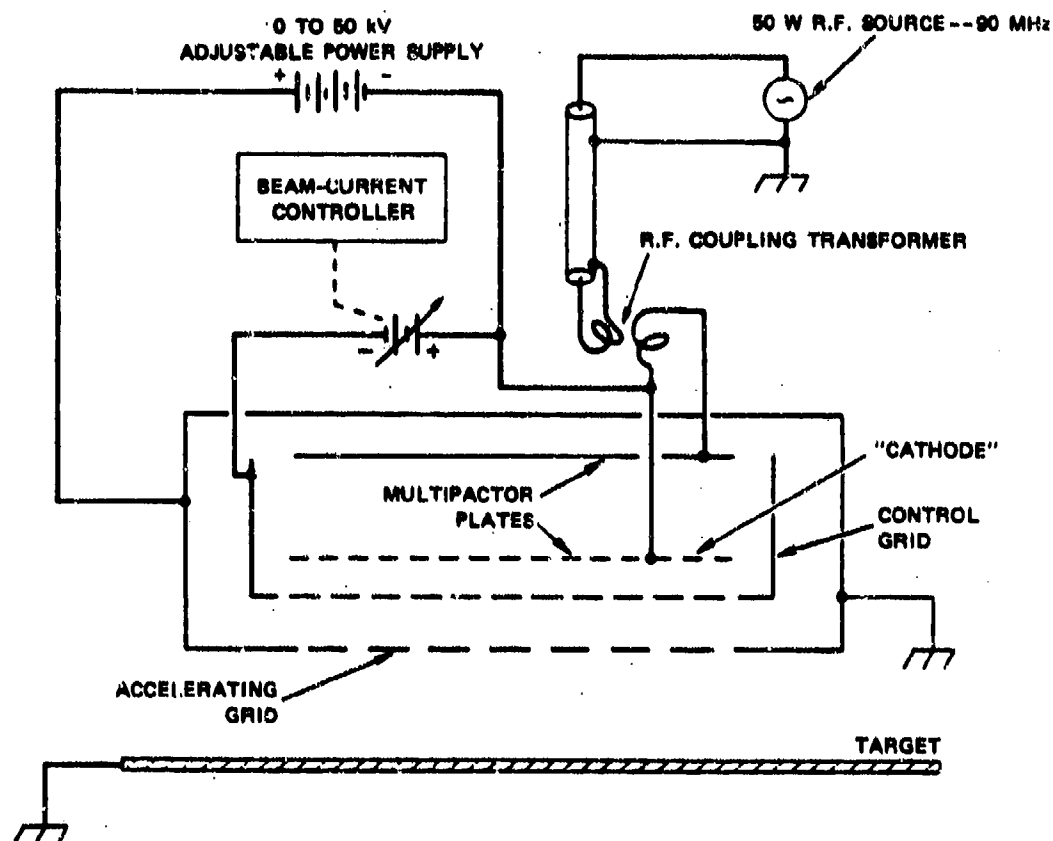 0 TO 50 kV
ADJUSTABLE POWER SUPPLY
+ -
50 W R.F. SOURCE--90 MHz
~
BEAM-CURRENT
CONTROLLER
R.F. COUPLING TRANSFORMER
- +
"CATHODE"
MULTIPACTOR
PLATES
CONTROL
GRID
ACCELERATING
GRID
TARGET